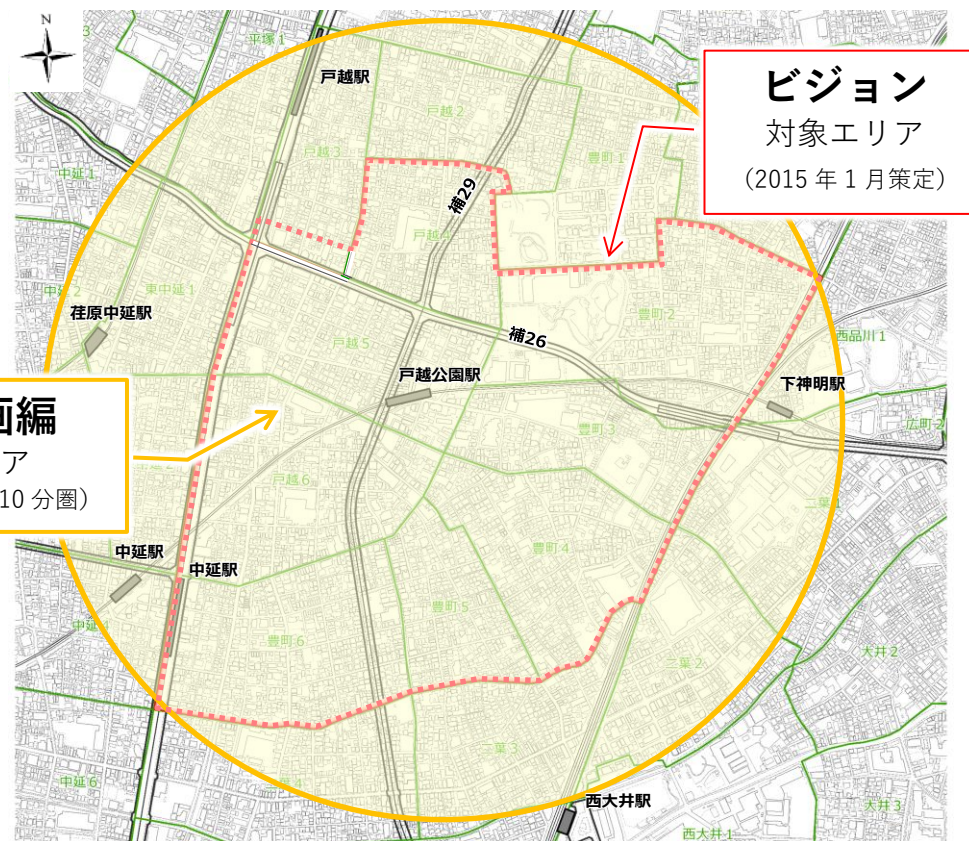 N
平塚1
戸越駅
ビジョン
対象エリア
(2015年1月策定)
戸越2
戸越3
豊町1
中延1
補29
中延2
東中延1
荏原中延駅
戸越5
豊町2
補26
西品川1
戸越公園駅
下神明駅
画編
ア
10分圏)
豊町3
広町2
戸越6
二葉1
中延駅
中延駅
豊町4
豊町5
中延4
豊町6
二葉2
大井2
二葉3
中延6
西大井駅
大井3
西大井1